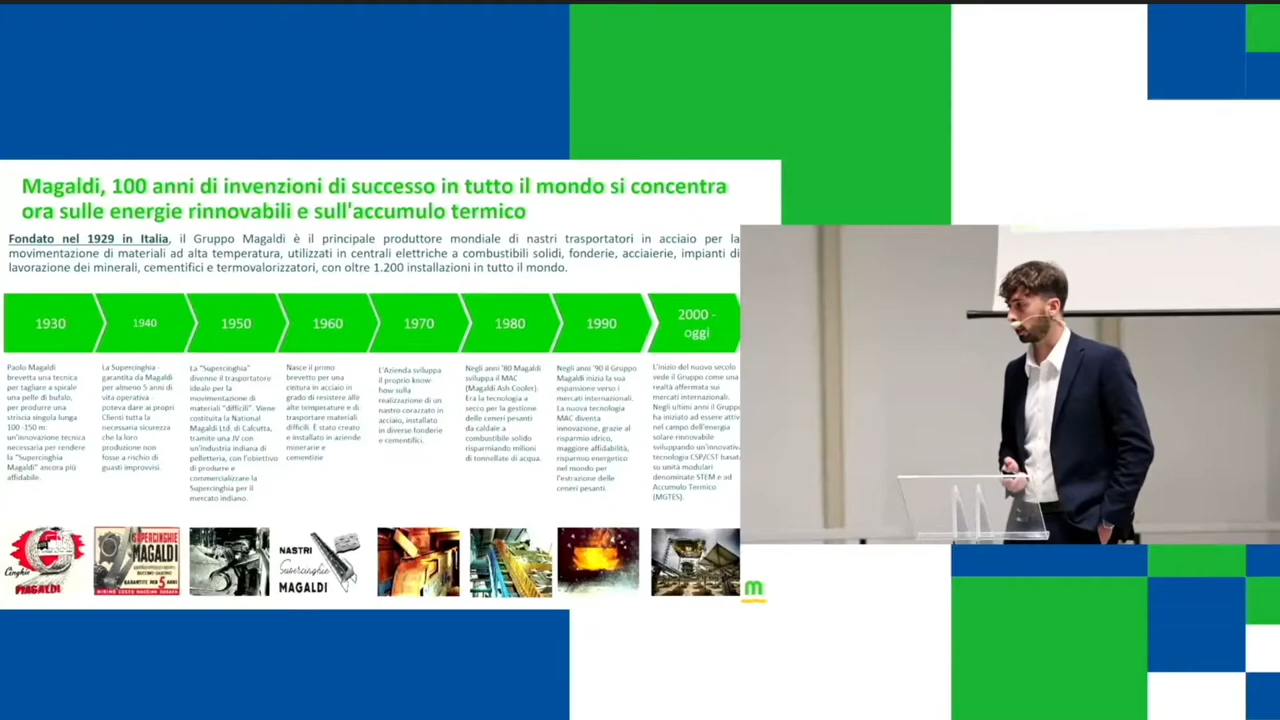 Magaldi, 100 anni di invenzioni di successo in tutto il mondo si concentra
ora sulle energie rinnovabili e sull'accumulo termico
Fondato nel 1929 in Italia, il Gruppo Magaldi è il principale produttore mondiale di nastri trasportatori in acciaio per la
movimentazione di materiali ad alta temperatura, utilizzati in centrali elettriche a combustibili solidi, fonderie, acciaierie, impianti di
lavorazione dei minerali, cementifici e termovalorizzatori, con oltre 1.200 installazioni in tutto il mondo.
1930
1940
1950
1960
1970
1980
1990
2000 -
oggi
Paolo Magaldi
brevetta una tecnica
per tagliare a spirale
una pelle di bufalo,
per produrre una
striscia singola lunga
100 -150 m:
un'innovazione tecnica
necessaria per rendere
la "Supercinghia
Magaldi" ancora più
affidabile.
La Supercinghia -
garantita da Magaldi
per almeno 5 anni di
vita operativa -
poteva dare ai propri
Clienti tutta la
necessaria sicurezza
che la loro
produzione non
fosse a rischio di
guasti improvvisi.
La "Supercinghia"
divenne il trasportatore
ideale per la
movimentazione di
materiali "difficili". Viene
costituita la National
Magaldi Ltd. di Calcutta,
tramite una JV con
un'industria indiana di
pelletteria, con l'obiettivo
di produrre e
commercializzare la
Supercinghia per il
mercato indiano.
Nasce il primo
brevetto per una
cintura in acciaio in
grado di resistere alle
alte temperature e di
trasportare materiali
difficili. È stato creato
e installato in aziende
minerarie e
cementizie
L'Azienda sviluppa
il proprio know-
how sulla
realizzazione di un
nastro corazzato in
acciaio, installato
in diverse fonderie
e cementifici.
Negli anni '80 Magaldi
sviluppa il MAC
(Magaldi Ash Cooler).
Era la tecnologia a
secco per la gestione
delle ceneri pesanti
da caldaie a
combustibile solido
risparmiando milioni
di tonnellate di acqua.
Negli anni '90 il Gruppo
Magaldi inizia la sua
espansione verso i
mercati internazionali.
La nuova tecnologia
MAC diventa
innovazione, grazie al
risparmio idrico,
maggiore affidabilità,
risparmio energetico
nel mondo per
l'estrazione delle
ceneri pesanti.
L'inizio del nuovo secolo
vede il Gruppo come una
realtà affermata sui
mercati internazionali.
Negli ultimi anni il Gruppo
ha iniziato ad essere attiv
nel campo dell'energia
solare rinnovabile
sviluppando un'innovativ
tecnologia CSP/CST basat
su unità modulari
denominate STEM e ad
Accumulo Termico
(MGTES).
Cinghie
MAGALDI
SUPERCINGHIE
MAGALDI
GARANTITE PER 5 ANNI
NASTRI
Supercinghia
MAGALDI
m